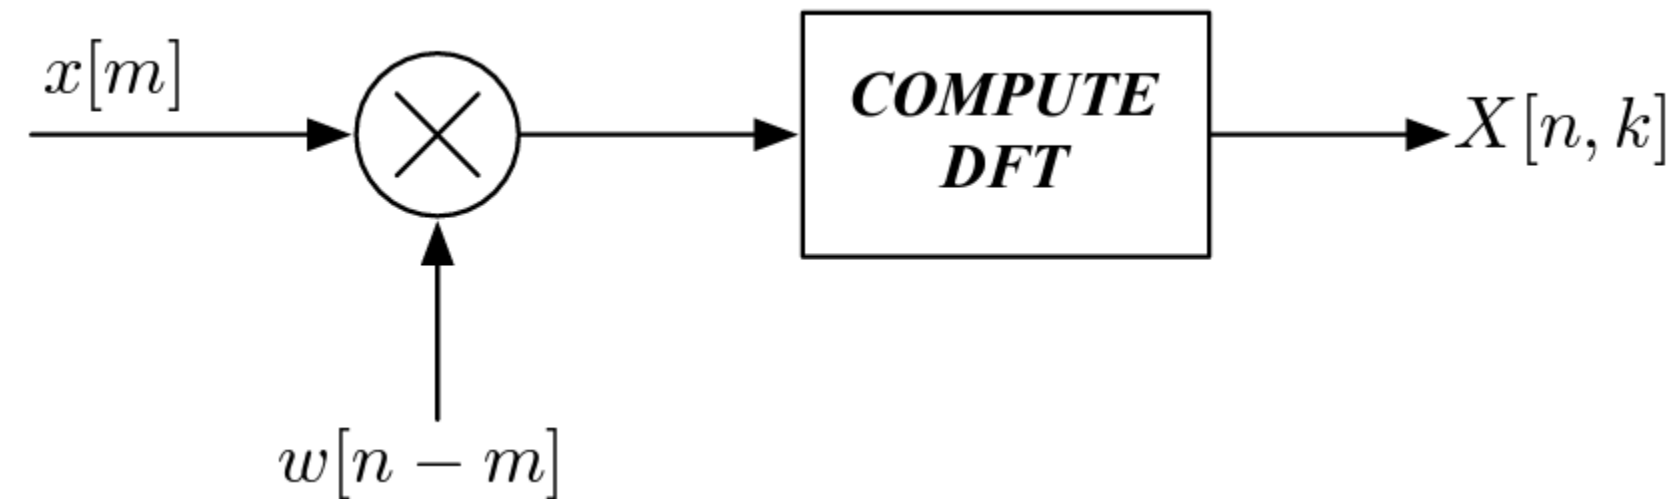 x[m]
COMPUTE
DFT
X[n, k]
w[n − m]